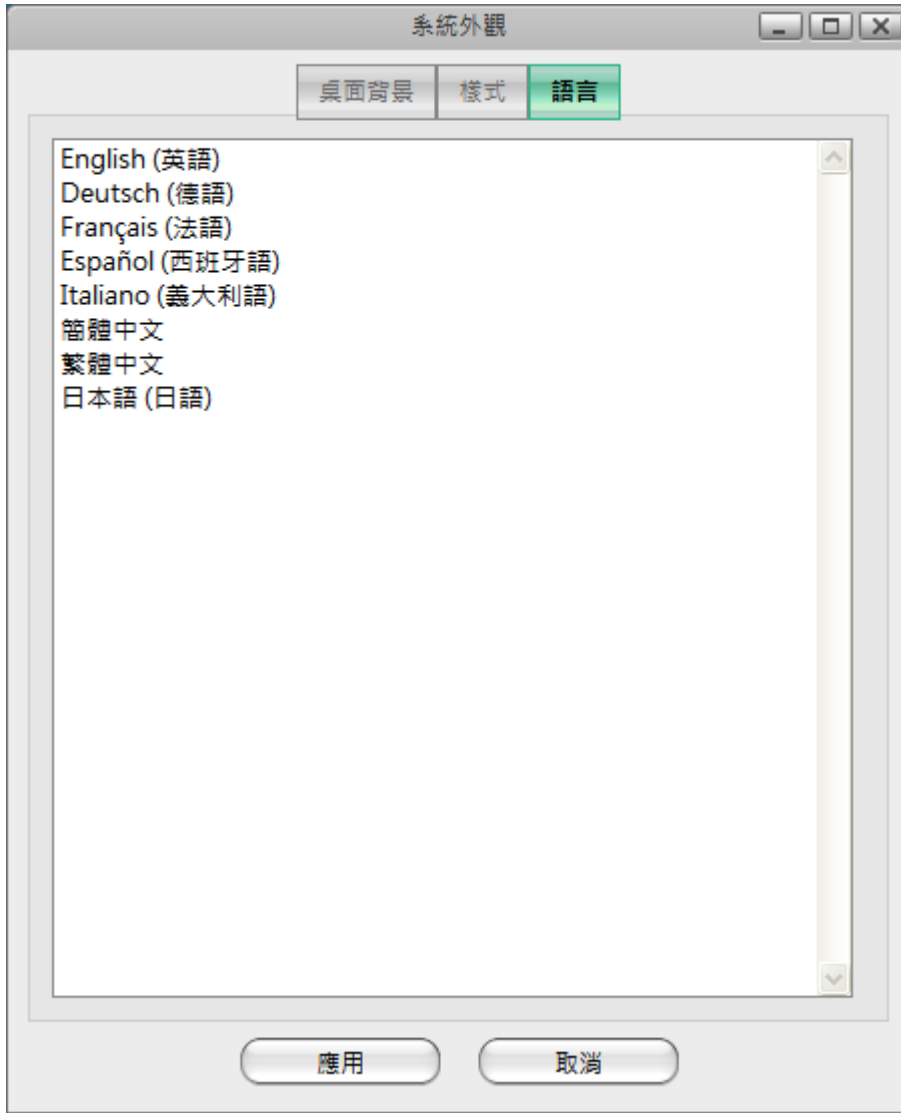 系統外觀
桌面背景 樣式 語言
English (英語)
Deutsch (德語)
Français (法語)
Español (西班牙語)
Italiano (義大利語)
簡體中文
繁體中文
日本語 (日語)
應用 取消